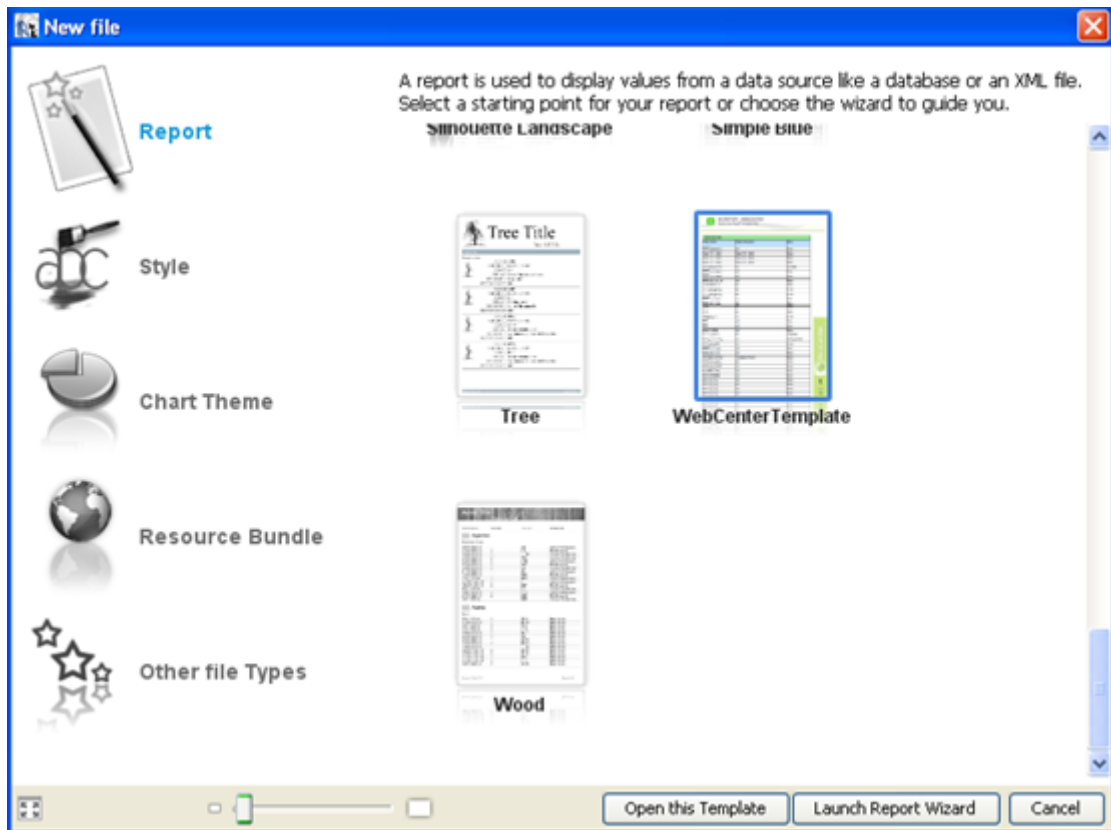 New file
A report is used to display values from a data source like a database or an XML file.
Select a starting point for your report or choose the wizard to guide you.
Report
Silhouette Landscape
Simple Blue
Style
abc
Tree Title
Tree
WebCenterTemplate
Chart Theme
Resource Bundle
Other file Types
Wood
Open this Template
Launch Report Wizard
Cancel